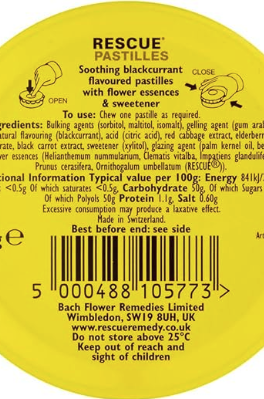 RESCUE®
PASTILLES
Soothing blackcurrant
flavoured pastilles
with flower essences
& sweetener
OPEN
CLOSE
To use: Chew one pastille as required.
gredients: Bulking agents (sorbitol, maltitol, isomalt), gelling agent (gum arab
atural flavouring (blackcurrant), acid (citric acid), red cabbage extract, elderberr
rate, black carrot extract, sweetener (xylitol), glazing agent (palm kernel oil, be
wer essences (Helianthemum nummularium, Clematis vitalba, Impatiens glandulife
Prunus cerasifera, Ornithogalum umbellatum (RESCUE®)).
tional Information Typical value per 100g: Energy 841kJ/
t <0.5g Of which saturates <0.5g, Carbohydrate 50g, Of which Sugars
Of which Polyols 50g Protein 1.1g, Salt 0.60g
Excessive consumption may produce a laxative effect.
Made in Switzerland.
Best before end: see side
g e
5 000488 105773 >
Bach Flower Remedies Limited
Wimbledon, SW19 8UH, UK
www.rescueremedy.co.uk
Do not store above 25°C
Keep out of reach and
sight of children